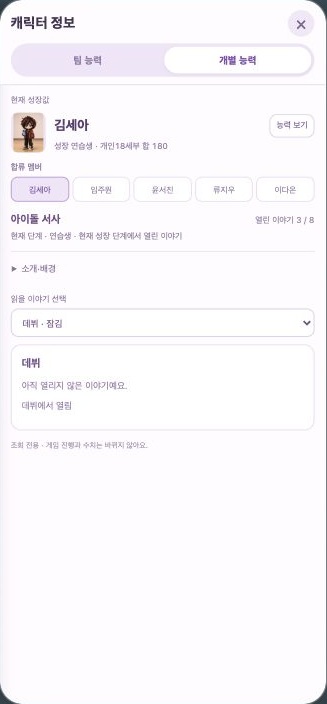 캐릭터 정보
×
팀 능력
개별 능력
현재 성장값
김세아
능력 보기
성장 연습생 · 개인18세부 합 180
합류 멤버
김세아
임주원
윤서진
류지우
이다온
아이돌 서사
열린 이야기 3 / 8
현재 단계 · 연습생 · 현재 성장 단계에서 열린 이야기
▶ 소개·배경
읽을 이야기 선택
데뷔 · 잠김
데뷔
아직 열리지 않은 이야기예요.
데뷔에서 열림
조회 전용 · 게임 진행과 수치는 바뀌지 않아요.